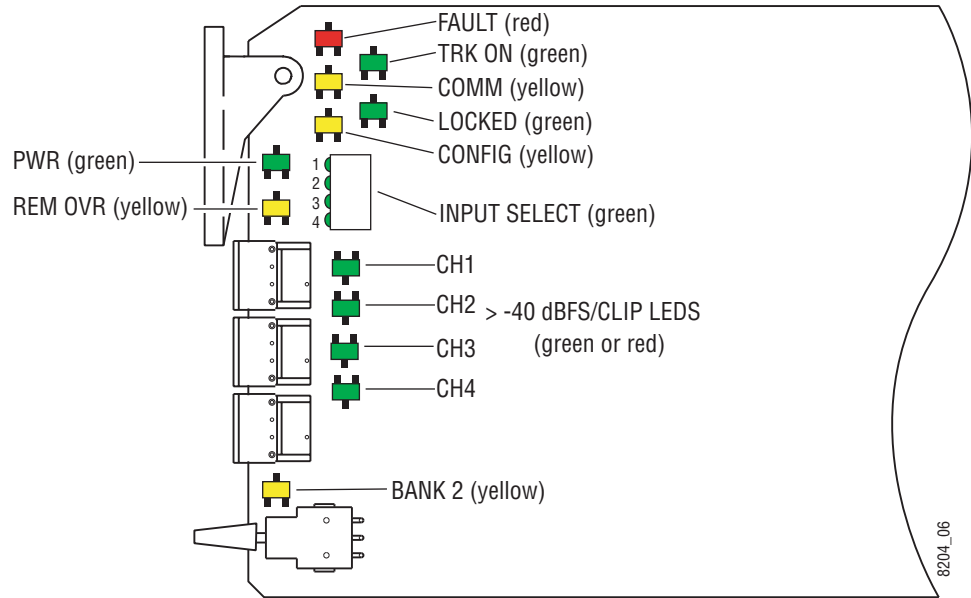 FAULT (red)
TRK ON (green)
COMM (yellow)
LOCKED (green)
CONFIG (yellow)
PWR (green)
REM OVR (yellow)
1
2
3
4
INPUT SELECT (green)
CH1
CH2
CH3
CH4
> -40 dBFS/CLIP LEDS
(green or red)
BANK 2 (yellow)
8204_06